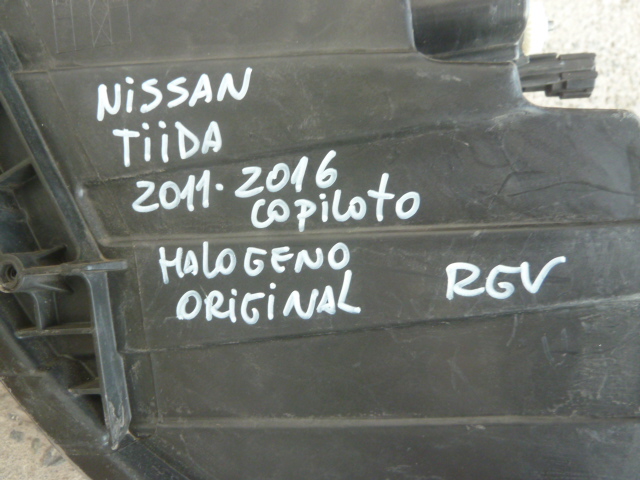 NiSSAN
TiiDA
2011.2016
COPiLOTO
HALOGENO
ORIGINAL
RGV